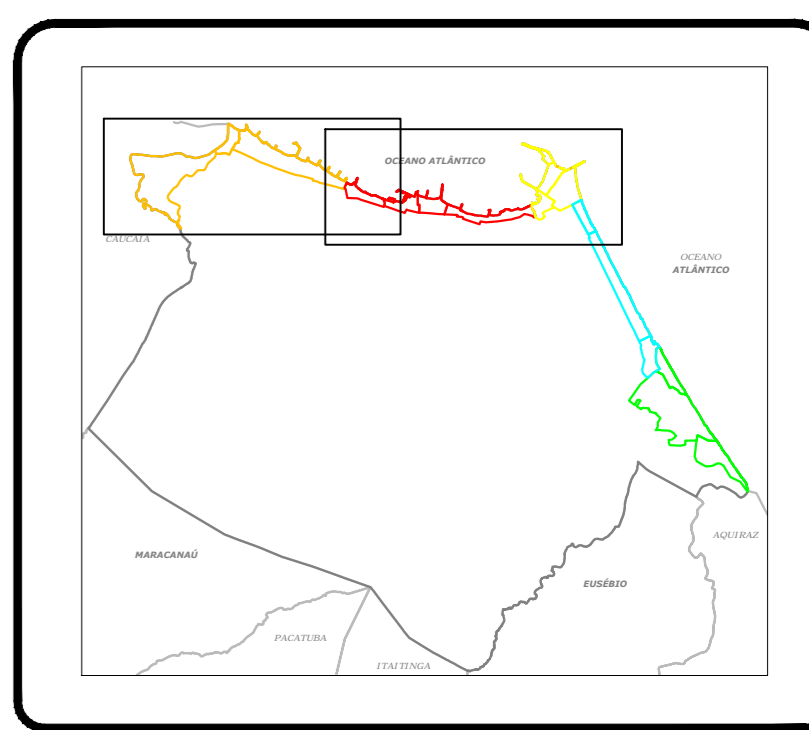 OCEANO ATLÂNTICO
CAUCAIA
OCEANO
ATLÂNTICO
AQUIRAZ
MARACANAÚ
EUSÉBIO
PACATUBA
ITAITINGA